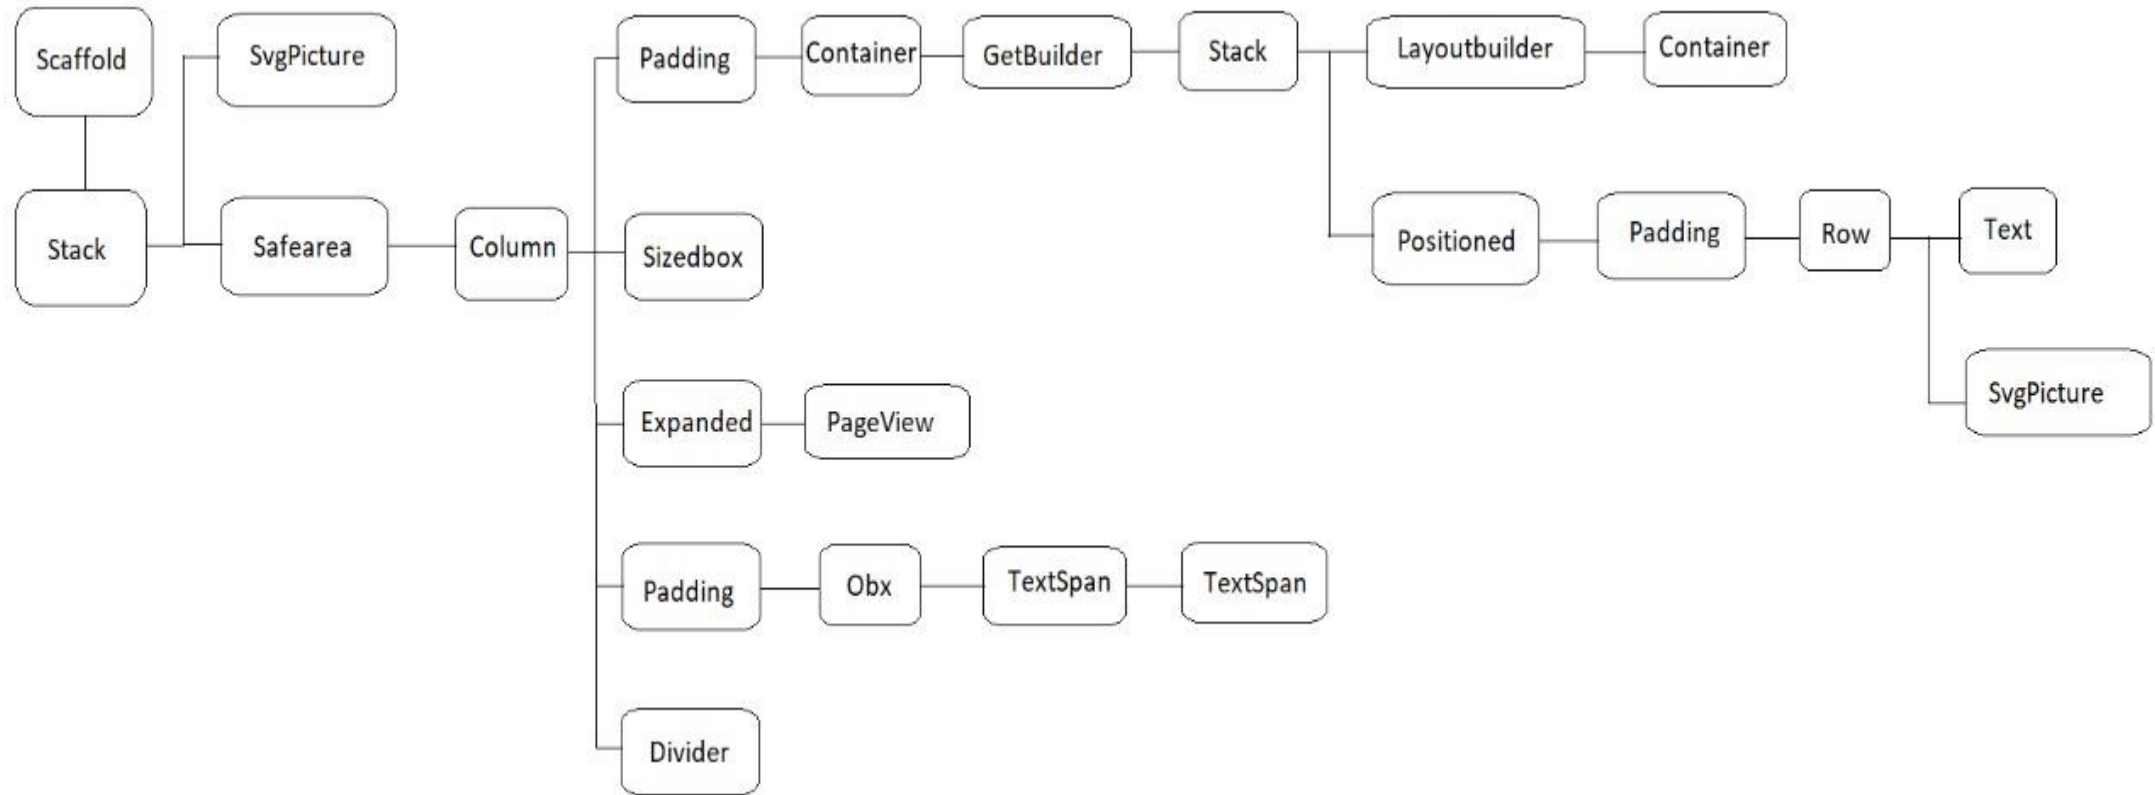 Scaffold
SvgPicture
Padding
Container
GetBuilder
Stack
Layoutbuilder
Container
Stack
Safearea
Column
Sizedbox
Positioned
Padding
Row
Text
SvgPicture
Expanded
PageView
Padding
Obx
TextSpan
TextSpan
Divider